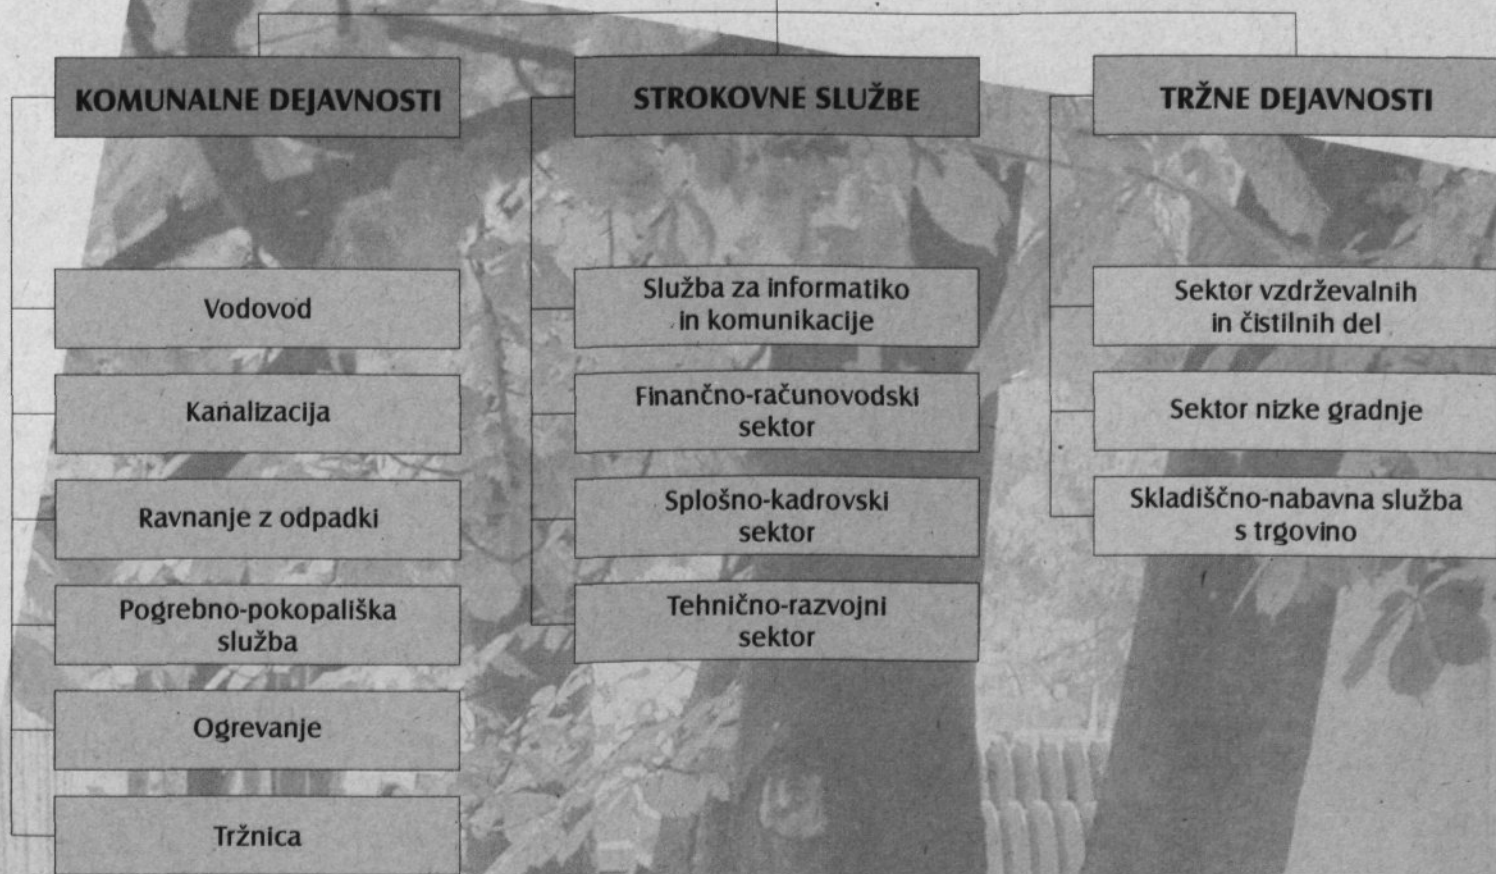 KOMUNALNE DEJAVNOSTI
Vodovod
Kanalizacija
Ravnanje z odpadki
Pogrebno-pokopališka
služba
Ogrevanje
Tržnica
STROKOVNE SLUŽBE
Služba za informatiko
in komunikacije
Finančno-računovodski
sektor
Splošno-kadrovski
sektor
Tehnično-razvojni
sektor
TRŽNE DEJAVNOSTI
Sektor vzdrževalnih
in čistilnih del
Sektor nizke gradnje
Skladiščno-nabavna služba
s trgovino